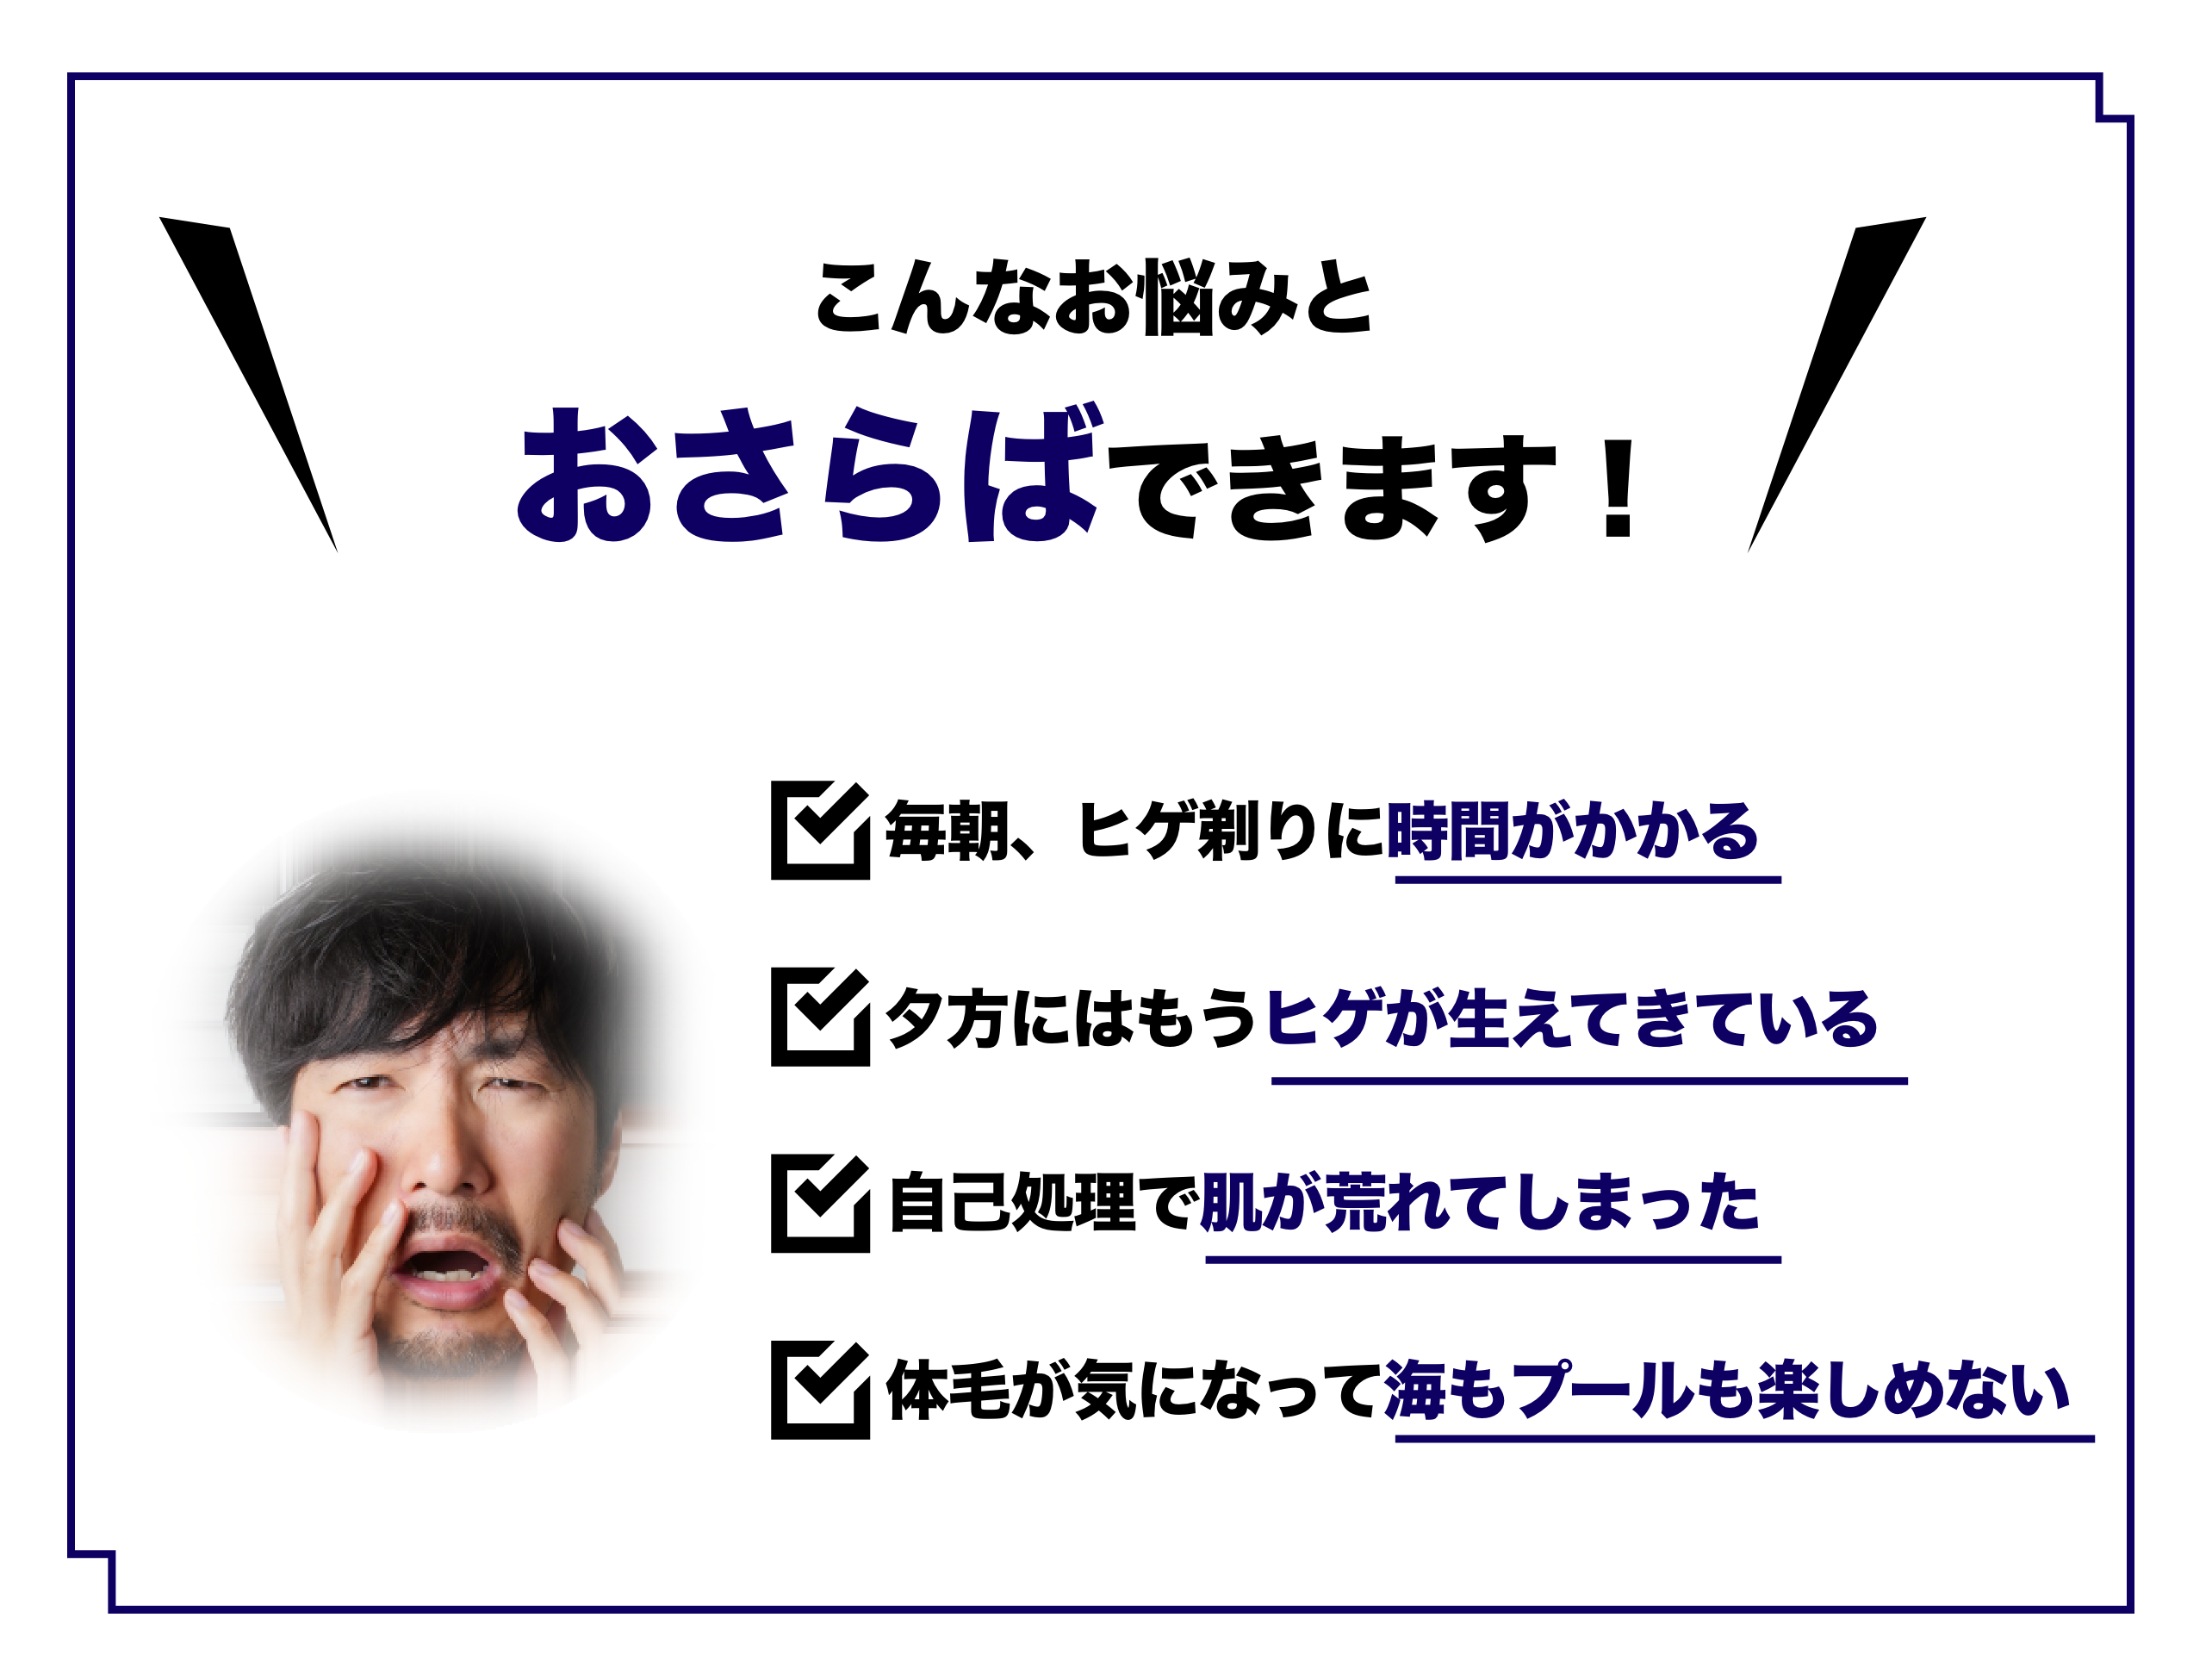 こんなお悩みと
おさらばできます！
毎朝、ヒゲ剃りに時間がかかる
夕方にはもうヒゲが生えてきている
自己処理で肌が荒れてしまった
体毛が気になって海もプールも楽しめない